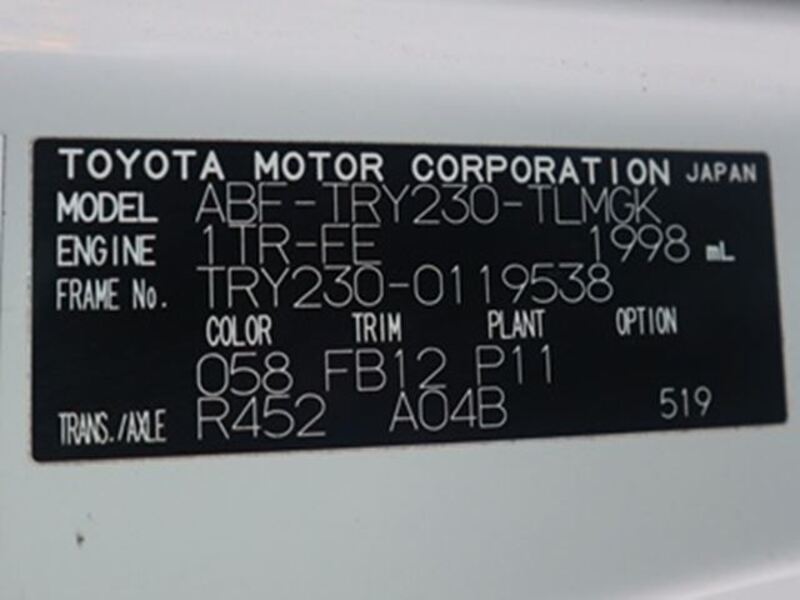 TOYOTA MOTOR CORPORATION JAPAN
MODEL ABF-TRY230-TLMGK
ENGINE 1TR-FE 1998 mL
FRAME No. TRY230-0119538
COLOR TRIM PLANT OPTION
058 FB12 P11
TRANS./AXLE R452 A04B 519